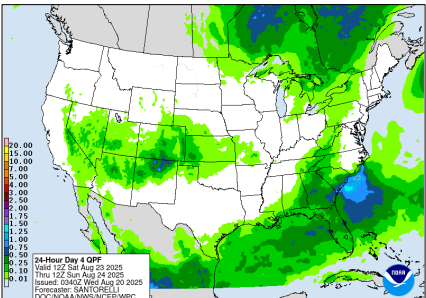 20.00
15.00
10.00
7.00
5.00
4.00
3.00
2.50
2.00
1.75
1.50
1.25
1.00
0.75
0.50
0.25
0.10
0.01
24-Hour Day 4 QPF
Valid 12Z Sat Aug 23 2025
Thru 12Z Sun Aug 24 2025
Issued: 0340Z Wed Aug 20 2025
Forecaster: SANTORELLI
DOC/NOAA/NWS/NCEP/WPC
NOAA